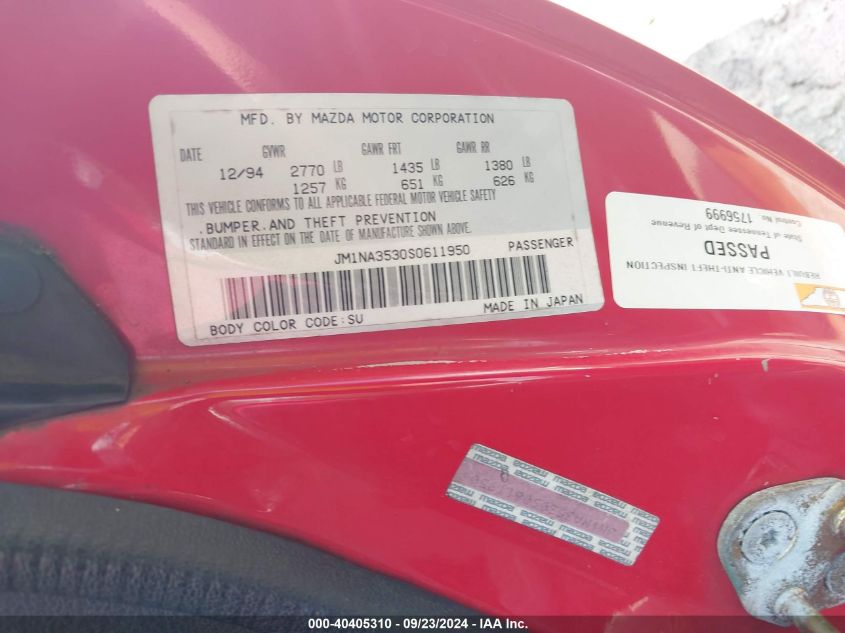 MFD. BY MAZDA MOTOR CORPORATION
DATE GVWR GAWR FRT GAWR RR
12/94 2770 LB 1435 LB 1380 LB
1257 KG 651 KG 626 KG
THIS VEHICLE CONFORMS TO ALL APPLICABLE FEDERAL MOTOR VEHICLE SAFETY
.BUMPER.AND THEFT PREVENTION
STANDARD IN EFFECT ON THE DATE OF MANUFACTURE SHOWN ABOVE.
JM1NA3530S0611950 PASSENGER
MADE IN JAPAN
BODY COLOR CODE:SU
REBUILT VEHICLE ANTI-THEFT INSPECTION
PASSED
State of Tennessee Dept of Revenue
Control No. 1756999
mazda mazda mazda mazda
000-40405310 - 09/23/2024 - IAA Inc.